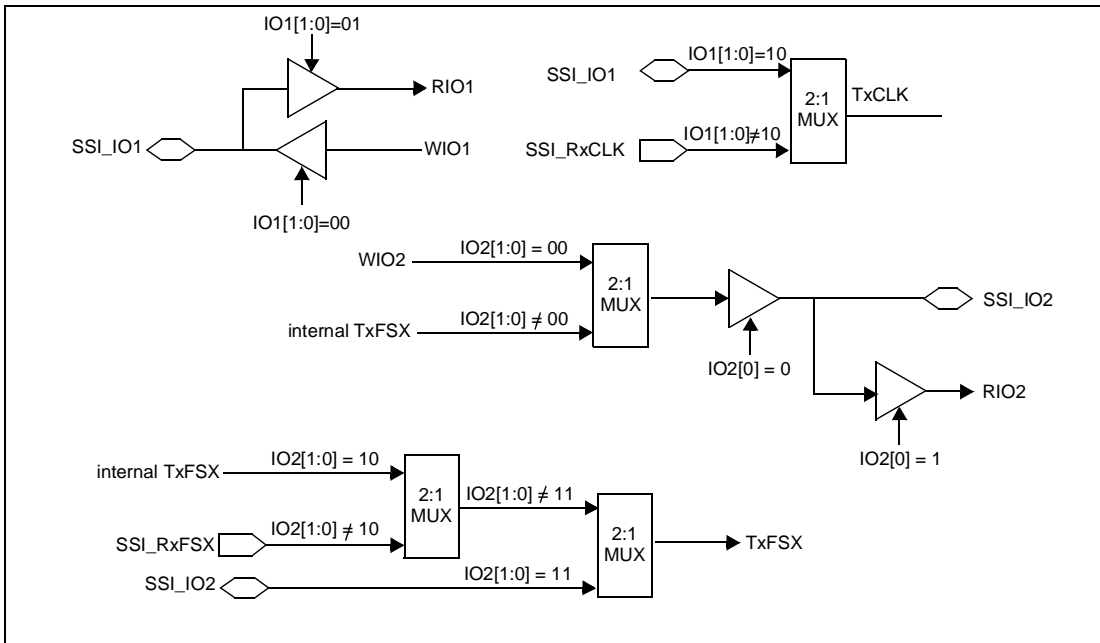 IO1[1:0]=01
RIO1
SSI_IO1
WIO1
IO1[1:0]=00
SSI_IO1
IO1[1:0]=10
2:1
MUX
TxCLK
SSI_RxCLK
IO1[1:0]≠10
WIO2
IO2[1:0] = 00
2:1
MUX
internal TxFSX
IO2[1:0] ≠ 00
SSI_IO2
IO2[0] = 0
RIO2
IO2[0] = 1
internal TxFSX
IO2[1:0] = 10
2:1
MUX
IO2[1:0] ≠ 11
SSI_RxFSX
IO2[1:0] ≠ 10
2:1
MUX
TxFSX
SSI_IO2
IO2[1:0] = 11